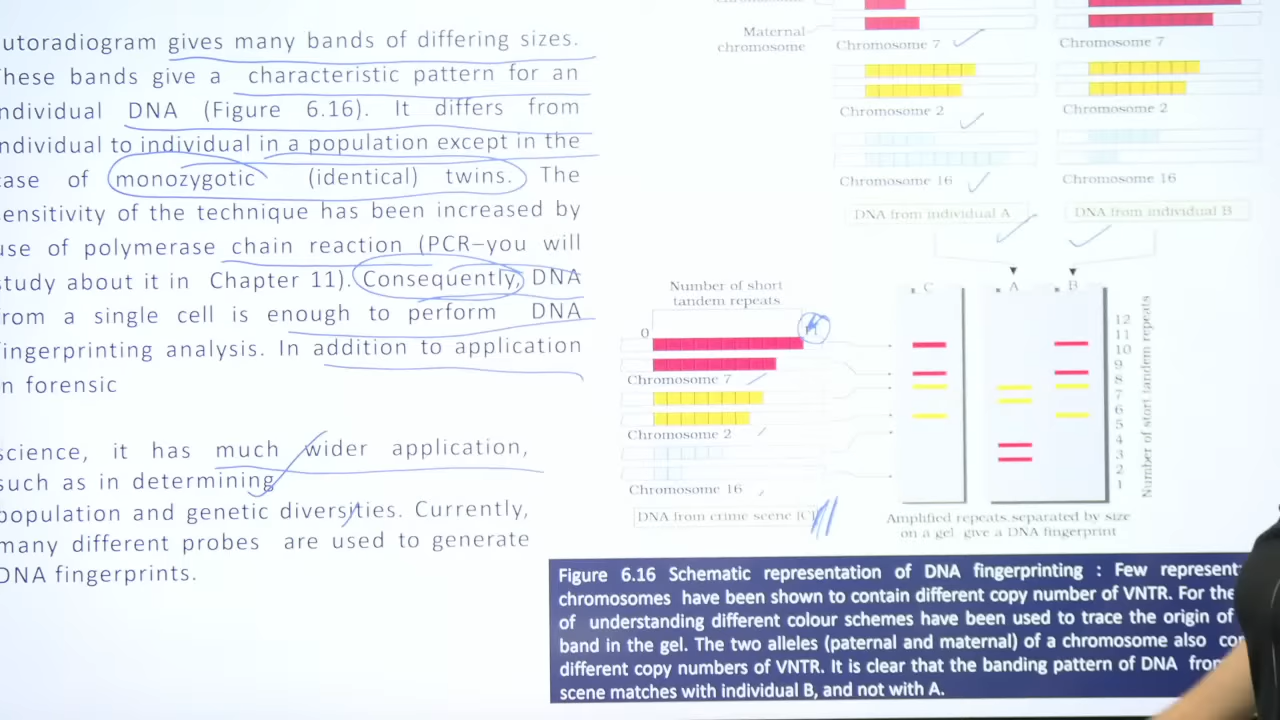 utoradiogram gives many bands of differing sizes.
hese bands give a characteristic pattern for an
ndividual DNA (Figure 6.16). It differs from
ndividual to individual in a population except in the
case of monozygotic (identical) twins. The
sensitivity of the technique has been increased by
use of polymerase chain reaction (PCR–you will
study about it in Chapter 11). Consequently, DNA
from a single cell is enough to perform DNA
fingerprinting analysis. In addition to application
n forensic
science, it has much wider application,
such as in determining
population and genetic diversities. Currently,
many different probes are used to generate
DNA fingerprints.
Maternal
chromosome
Chromosome 7
Chromosome 2
Chromosome 16
DNA from individual A
Chromosome 7
Chromosome 2
Chromosome 16
DNA from individual B
Number of short
tandem repeats
0
Chromosome 7
Chromosome 2
Chromosome 16
DNA from crime scene [C]
C
A
B
12
11
10
9
8
7
6
5
4
3
2
1
Number of short tandem repeats
Amplified repeats, separated by size
on a gel give a DNA fingerprint
Figure 6.16 Schematic representation of DNA fingerprinting : Few represent
chromosomes have been shown to contain different copy number of VNTR. For the
of understanding different colour schemes have been used to trace the origin of
band in the gel. The two alleles (paternal and maternal) of a chromosome also co
different copy numbers of VNTR. It is clear that the banding pattern of DNA fro
scene matches with individual B, and not with A.